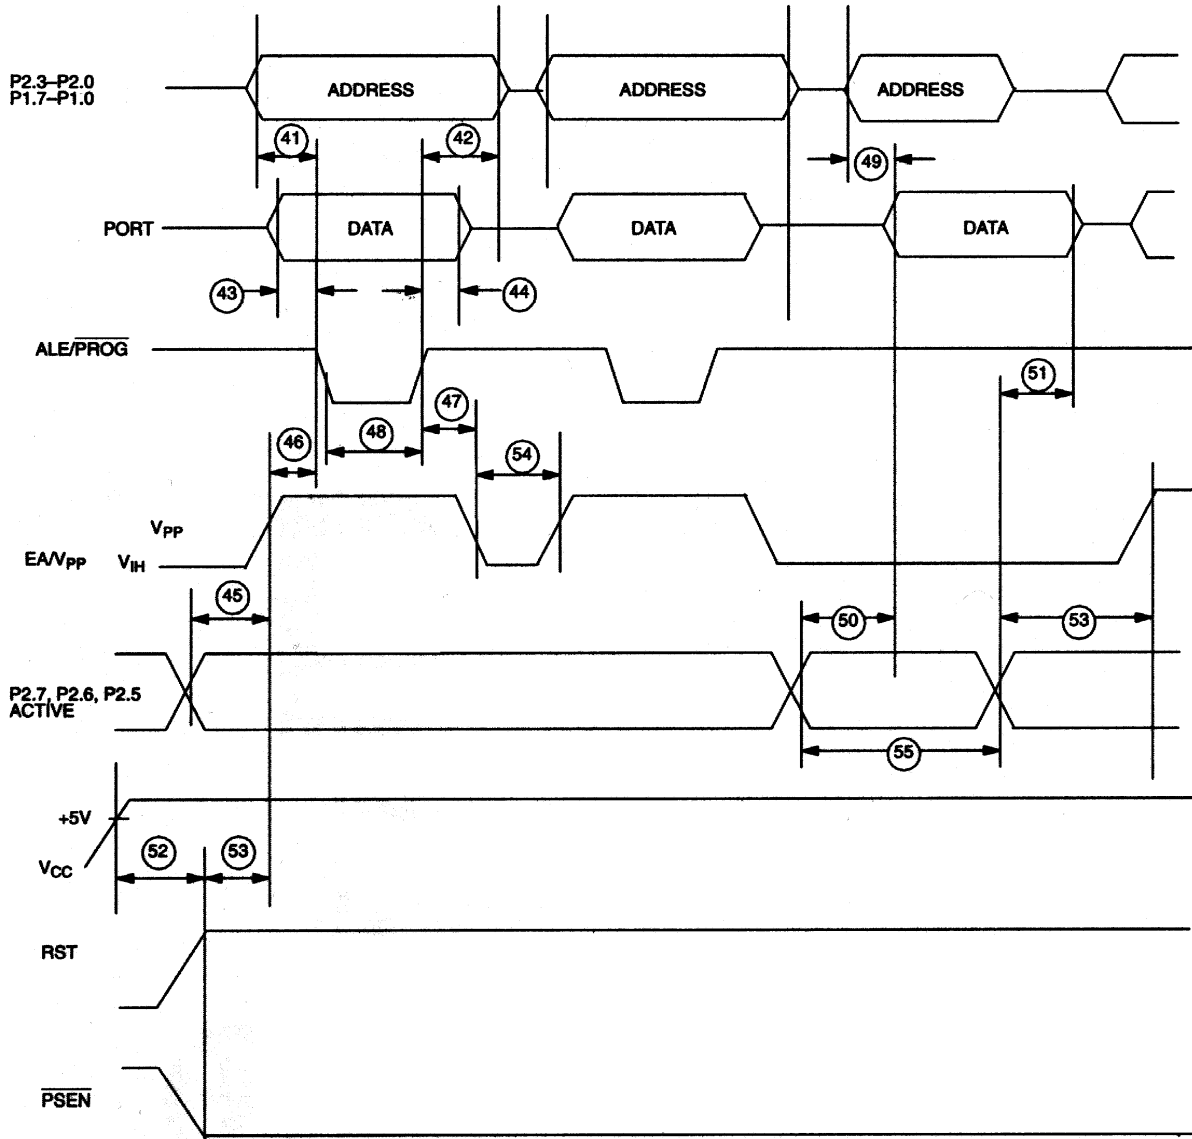 P2.3–P2.0
P1.7–P1.0
ADDRESS
ADDRESS
ADDRESS
41
42
49
PORT
DATA
DATA
DATA
43
44
ALE/PROG
51
47
46
48
54
VPP
EA/VPP
VIH
45
50
53
P2.7, P2.6, P2.5
ACTIVE
55
+5V
VCC
52
53
RST
PSEN